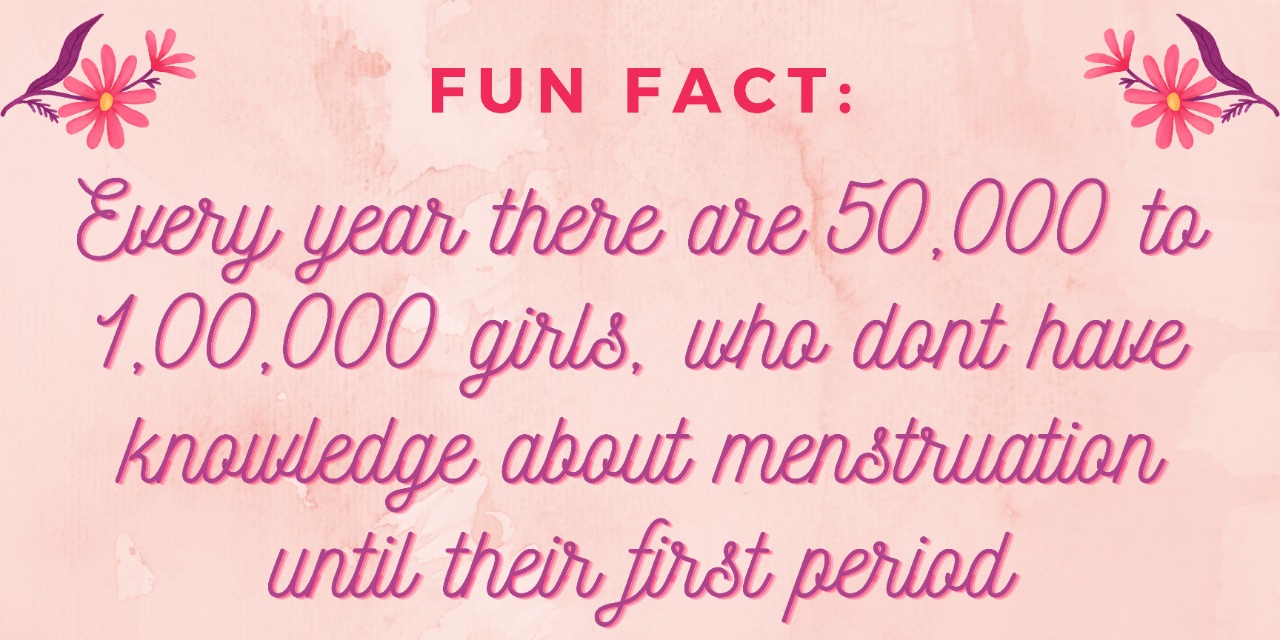 FUN FACT:
Every year there are 50,000 to
1,00,000 girls, who dont have
knowledge about menstruation
until their first period